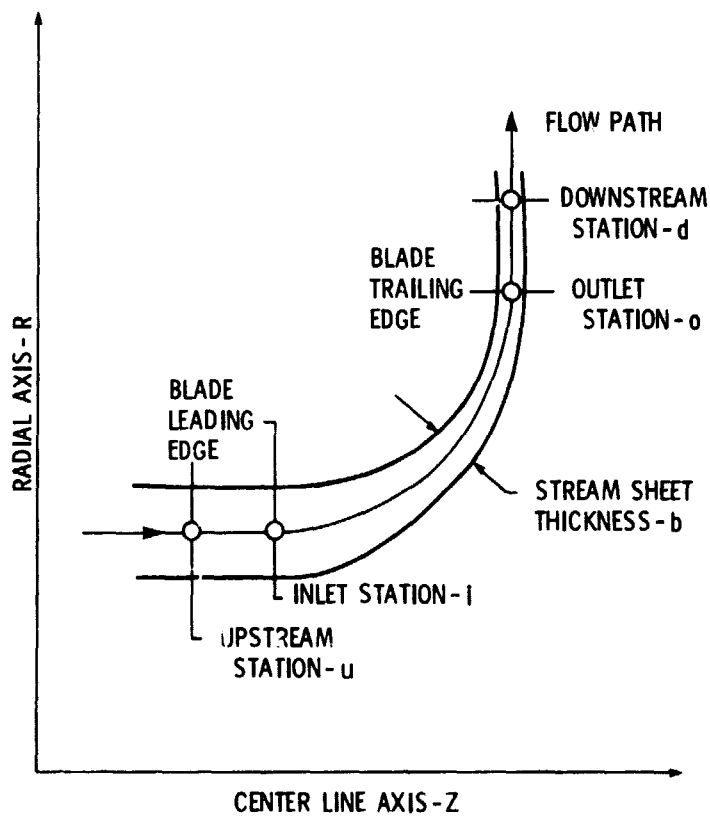 FLOW PATH
DOWNSTREAM
STATION-d
BLADE
TRAILING
EDGE
OUTLET
STATION-o
RADIAL AXIS-R
BLADE
LEADING
EDGE
STREAM SHEET
THICKNESS-b
INLET STATION-i
UPSTREAM
STATION-u
CENTER LINE AXIS-Z